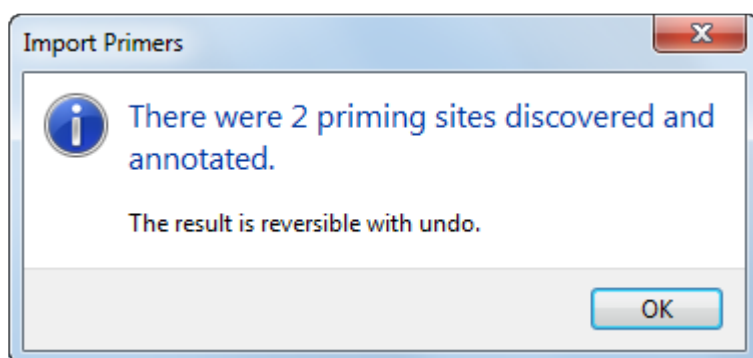 Import Primers
There were 2 priming sites discovered and
annotated.
The result is reversible with undo.
OK